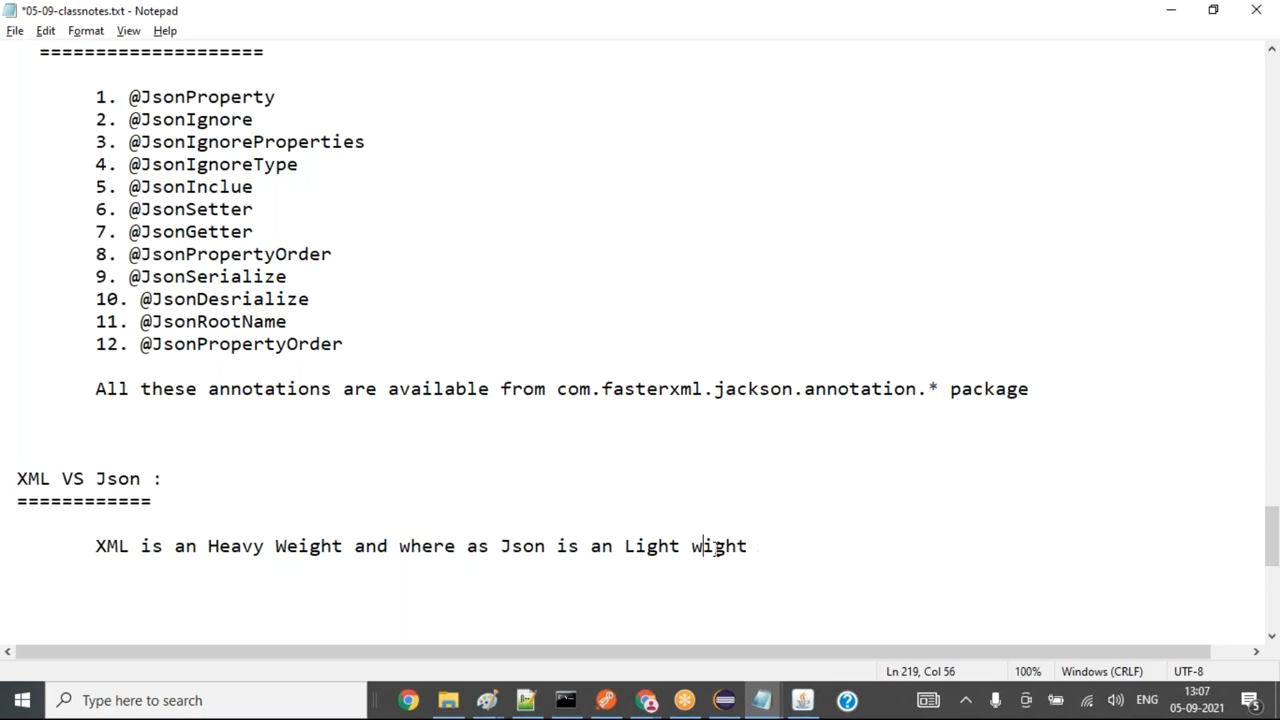 *05-09-classnotes.txt - Notepad
File Edit Format View Help
====================
1. @JsonProperty
2. @JsonIgnore
3. @JsonIgnoreProperties
4. @JsonIgnoreType
5. @JsonInclue
6. @JsonSetter
7. @JsonGetter
8. @JsonPropertyOrder
9. @JsonSerialize
10. @JsonDesrialize
11. @JsonRootName
12. @JsonPropertyOrder
All these annotations are available from com.fasterxml.jackson.annotation.* package
XML VS Json :
============
XML is an Heavy Weight and where as Json is an Light wight
Ln 219, Col 56 100% Windows (CRLF) UTF-8
Type here to search
ENG
13:07
05-09-2021
5